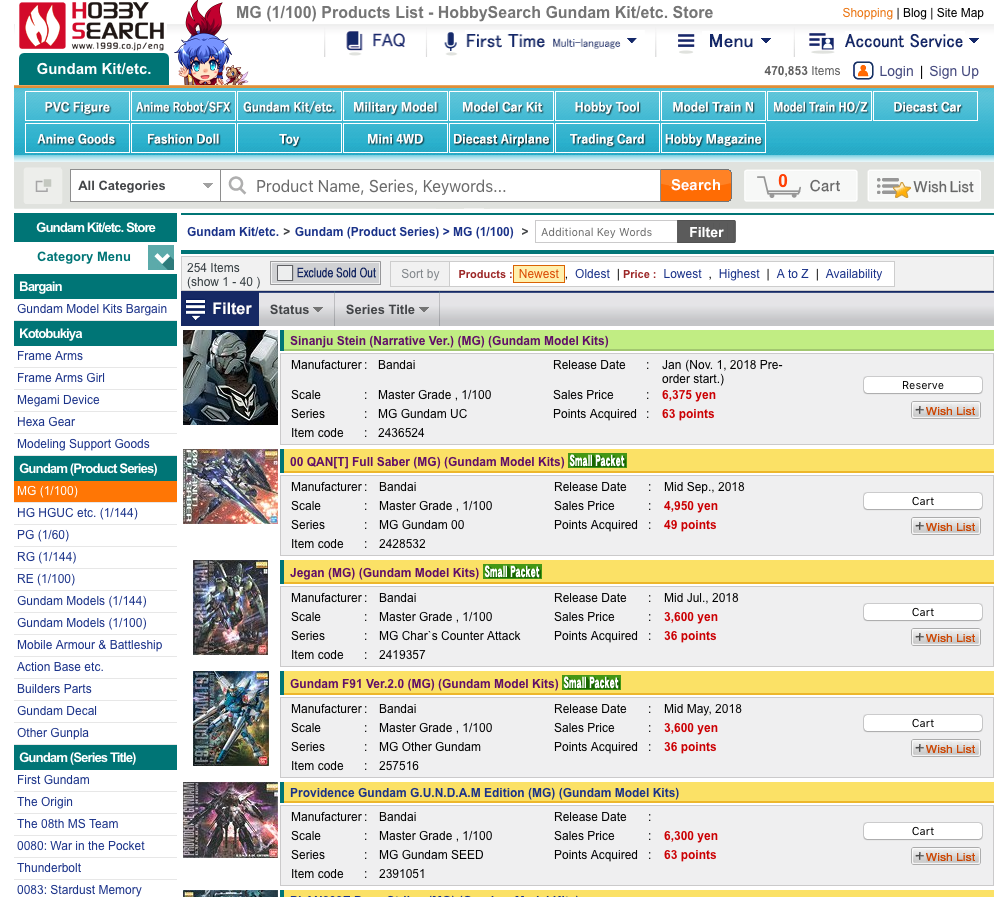 HOBBY
SEARCH
www.1999.co.jp/eng
Gundam Kit/etc.
MG (1/100) Products List - HobbySearch Gundam Kit/etc. Store
Shopping | Blog | Site Map
FAQ
First Time Multi-language
Menu
Account Service
470,853 Items
Login | Sign Up
PVC Figure
Anime Robot/SFX
Gundam Kit/etc.
Military Model
Model Car Kit
Hobby Tool
Model Train N
Model Train HO/Z
Diecast Car
Anime Goods
Fashion Doll
Toy
Mini 4WD
Diecast Airplane
Trading Card
Hobby Magazine
All Categories
Product Name, Series, Keywords...
Search
0 Cart
Wish List
Gundam Kit/etc. Store
Category Menu
Bargain
Gundam Model Kits Bargain
Kotobukiya
Frame Arms
Frame Arms Girl
Megami Device
Hexa Gear
Modeling Support Goods
Gundam (Product Series)
MG (1/100)
HG HGUC etc. (1/144)
PG (1/60)
RG (1/144)
RE (1/100)
Gundam Models (1/144)
Gundam Models (1/100)
Mobile Armour & Battleship
Action Base etc.
Builders Parts
Gundam Decal
Other Gunpla
Gundam (Series Title)
First Gundam
The Origin
The 08th MS Team
0080: War in the Pocket
Thunderbolt
0083: Stardust Memory
Gundam Kit/etc. > Gundam (Product Series) > MG (1/100) >
Additional Key Words
Filter
254 Items
(show 1 - 40 )
Exclude Sold Out
Sort by
Products : Newest , Oldest | Price : Lowest , Highest | A to Z | Availability
Filter
Status
Series Title
Sinanju Stein (Narrative Ver.) (MG) (Gundam Model Kits)
Manufacturer : Bandai
Release Date : Jan (Nov. 1, 2018 Pre-
order start.)
Scale : Master Grade , 1/100
Sales Price : 6,375 yen
Series : MG Gundam UC
Points Acquired : 63 points
Item code : 2436524
Reserve
+Wish List
00 QAN[T] Full Saber (MG) (Gundam Model Kits) Small Packet
Manufacturer : Bandai
Release Date : Mid Sep., 2018
Scale : Master Grade , 1/100
Sales Price : 4,950 yen
Series : MG Gundam 00
Points Acquired : 49 points
Item code : 2428532
Cart
+Wish List
Jegan (MG) (Gundam Model Kits) Small Packet
Manufacturer : Bandai
Release Date : Mid Jul., 2018
Scale : Master Grade , 1/100
Sales Price : 3,600 yen
Series : MG Char`s Counter Attack
Points Acquired : 36 points
Item code : 2419357
Cart
+Wish List
Gundam F91 Ver.2.0 (MG) (Gundam Model Kits) Small Packet
Manufacturer : Bandai
Release Date : Mid May, 2018
Scale : Master Grade , 1/100
Sales Price : 3,600 yen
Series : MG Other Gundam
Points Acquired : 36 points
Item code : 257516
Cart
+Wish List
Providence Gundam G.U.N.D.A.M Edition (MG) (Gundam Model Kits)
Manufacturer : Bandai
Release Date :
Scale : Master Grade , 1/100
Sales Price : 6,300 yen
Series : MG Gundam SEED
Points Acquired : 63 points
Item code : 2391051
Cart
+Wish List